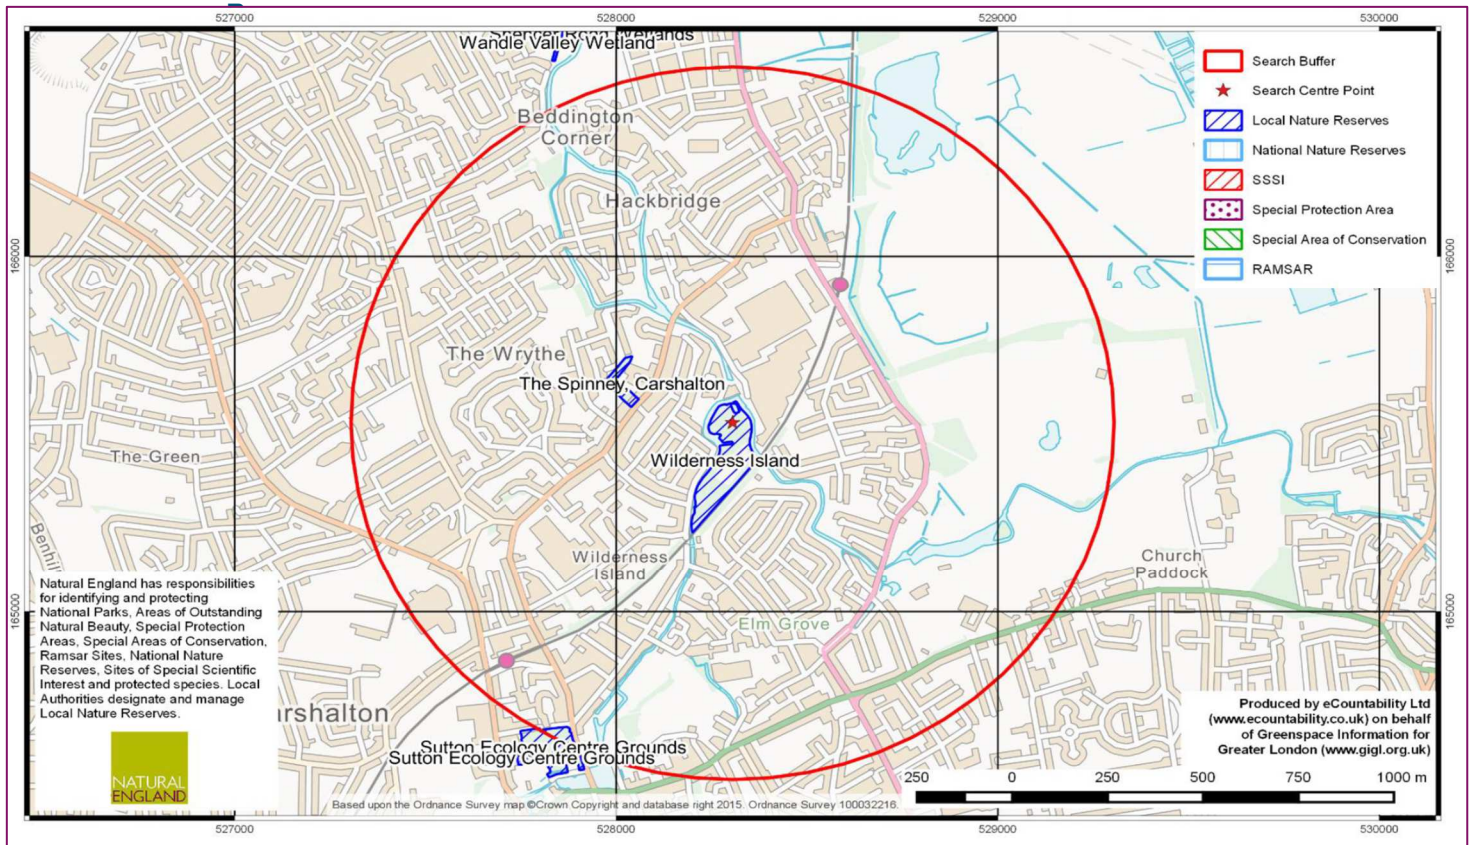 527000
528000
529000
530000
Wandle Valley Wetland
Search Buffer
Search Centre Point
Local Nature Reserves
National Nature Reserves
SSSI
Special Protection Area
Special Area of Conservation
RAMSAR
Beddington
Corner
Hackbridge
166000
166000
The Wrythe
The Spinney, Carshalton
The Green
Wilderness Island
Wilderness
Island
Church
Paddock
Natural England has responsibilities
for identifying and protecting
National Parks, Areas of Outstanding
Natural Beauty, Special Protection
Areas, Special Areas of Conservation,
Ramsar Sites, National Nature
Reserves, Sites of Special Scientific
Interest and protected species. Local
Authorities designate and manage
Local Nature Reserves.
165000
165000
Elm Grove
arshalton
NATURAL
ENGLAND
Sutton Ecology Centre Grounds
Sutton Ecology Centre Grounds
Produced by eCountability Ltd
(www.ecountability.co.uk) on behalf
of Greenspace Information for
Greater London (www.gigl.org.uk)
250 0 250 500 750 1000 m
Based upon the Ordnance Survey map ©Crown Copyright and database right 2015. Ordnance Survey 100032216.
527000
528000
529000
530000